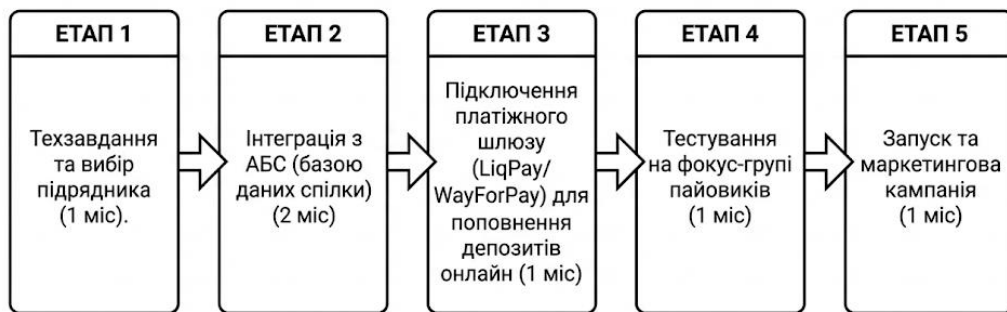 ЕТАП 1
Техзавдання
та вибір
підрядника
(1 міс).
ЕТАП 2
Інтеграція з
АБС (базою
даних спілки)
(2 міс)
ЕТАП 3
Підключення
платіжного
шлюзу
(LiqPay/
WayForPay) для
поповнення
депозитів
онлайн (1 міс)
ЕТАП 4
Тестування
на фокус-групі
пайовиків
(1 міс)
ЕТАП 5
Запуск та
маркетингова
кампанія
(1 міс)